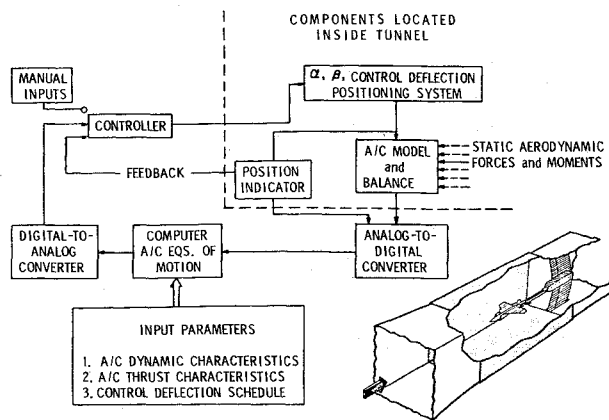 COMPONENTS LOCATED
INSIDE TUNNEL
MANUAL
INPUTS
CONTROLLER
α, β, CONTROL DEFLECTION
POSITIONING SYSTEM
FEEDBACK
POSITION
INDICATOR
A/C MODEL
and
BALANCE
STATIC AERODYNAMIC
FORCES and MOMENTS
DIGITAL-TO-
ANALOG
CONVERTER
COMPUTER
A/C EQS. OF
MOTION
ANALOG-TO-
DIGITAL
CONVERTER
INPUT PARAMETERS
1. A/C DYNAMIC CHARACTERISTICS
2. A/C THRUST CHARACTERISTICS
3. CONTROL DEFLECTION SCHEDULE